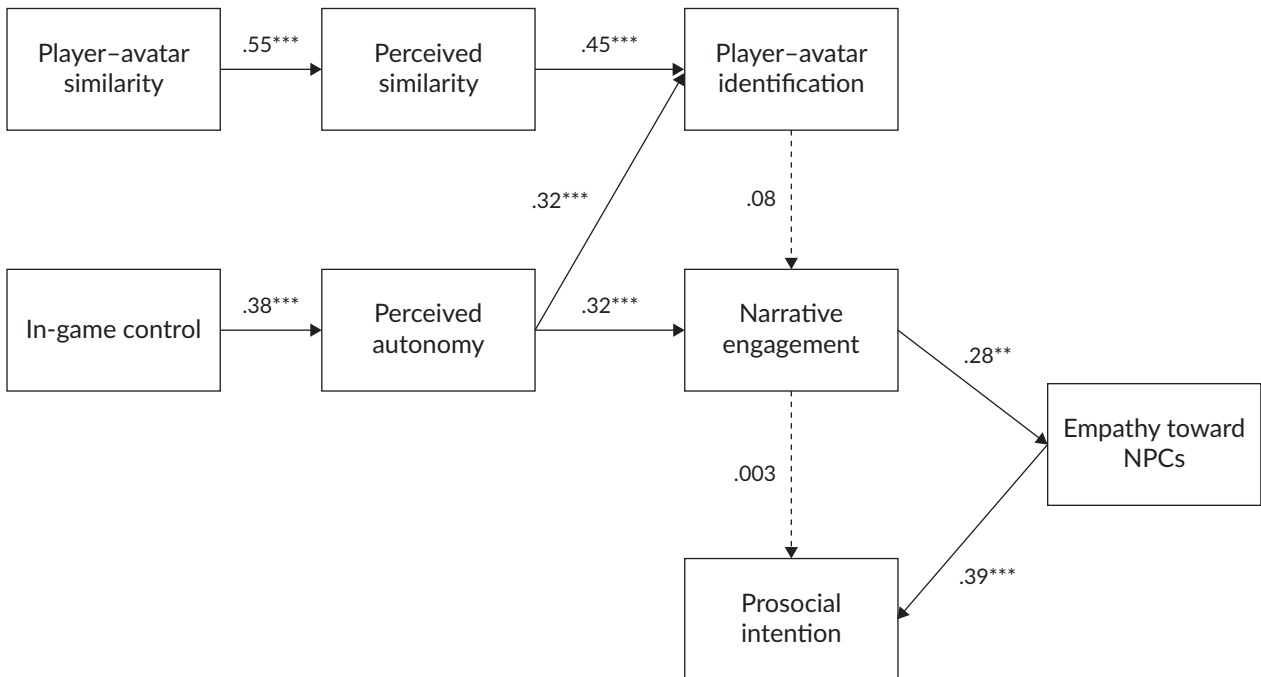 Player–avatar
similarity
.55***
Perceived
similarity
.45***
Player–avatar
identification
.32***
.08
In-game control
.38***
Perceived
autonomy
.32***
Narrative
engagement
.28**
Empathy toward
NPCs
.003
.39***
Prosocial
intention